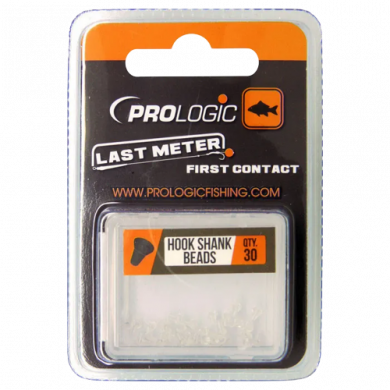 PROLOGIC
LAST METER
FIRST CONTACT
WWW.PROLOGICFISHING.COM
HOOK SHANK
BEADS
QTY.
30